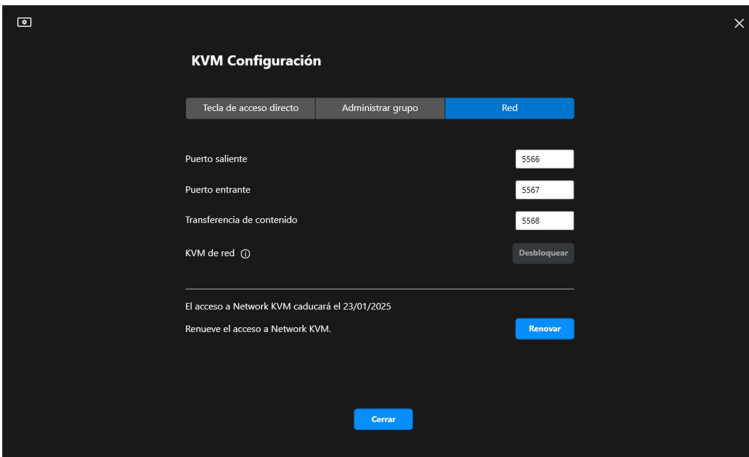 KVM Configuración
Tecla de acceso directo
Administrar grupo
Red
Puerto saliente
5566
Puerto entrante
5567
Transferencia de contenido
5568
KVM de red
Desbloquear
El acceso a Network KVM caducará el 23/01/2025
Renueve el acceso a Network KVM.
Renovar
Cerrar